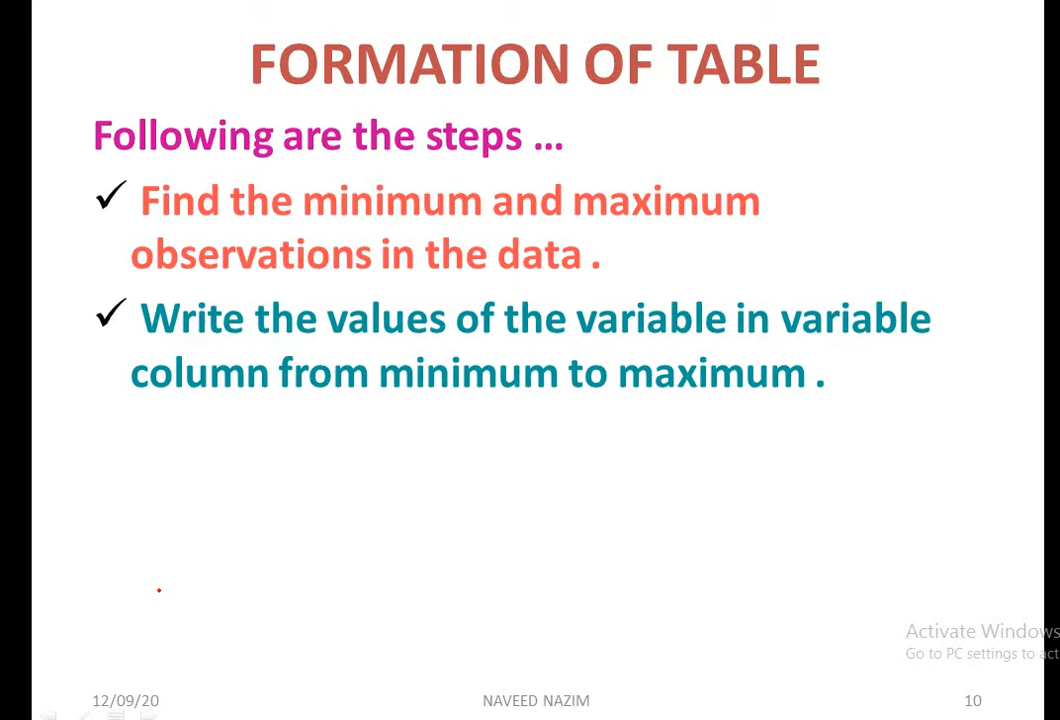 FORMATION OF TABLE
Following are the steps ...
✓ Find the minimum and maximum
observations in the data .
✓ Write the values of the variable in variable
column from minimum to maximum .
Activate Windows
Go to PC settings to act
12/09/20
NAVEED NAZIM
10